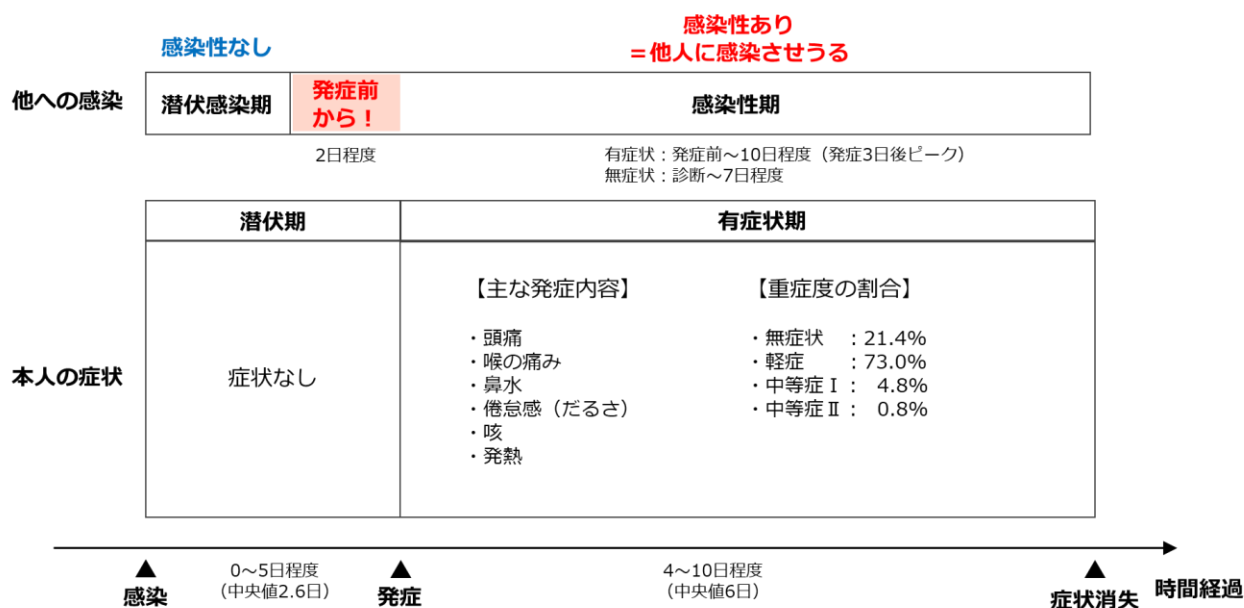 感染性なし
感染性あり
＝他人に感染させうる
他への感染
潜伏感染期
発症前
から！
感染性期
2日程度
有症状：発症前～10日程度（発症3日後ピーク）
無症状：診断～7日程度
潜伏期
有症状期
本人の症状
症状なし
【主な発症内容】
・頭痛
・喉の痛み
・鼻水
・倦怠感（だるさ）
・咳
・発熱
【重症度の割合】
・無症状　：21.4%
・軽症　　：73.0%
・中等症Ⅰ：　4.8%
・中等症Ⅱ：　0.8%
▲
感染
0～5日程度
（中央値2.6日）
▲
発症
4～10日程度
（中央値6日）
▲
症状消失
時間経過